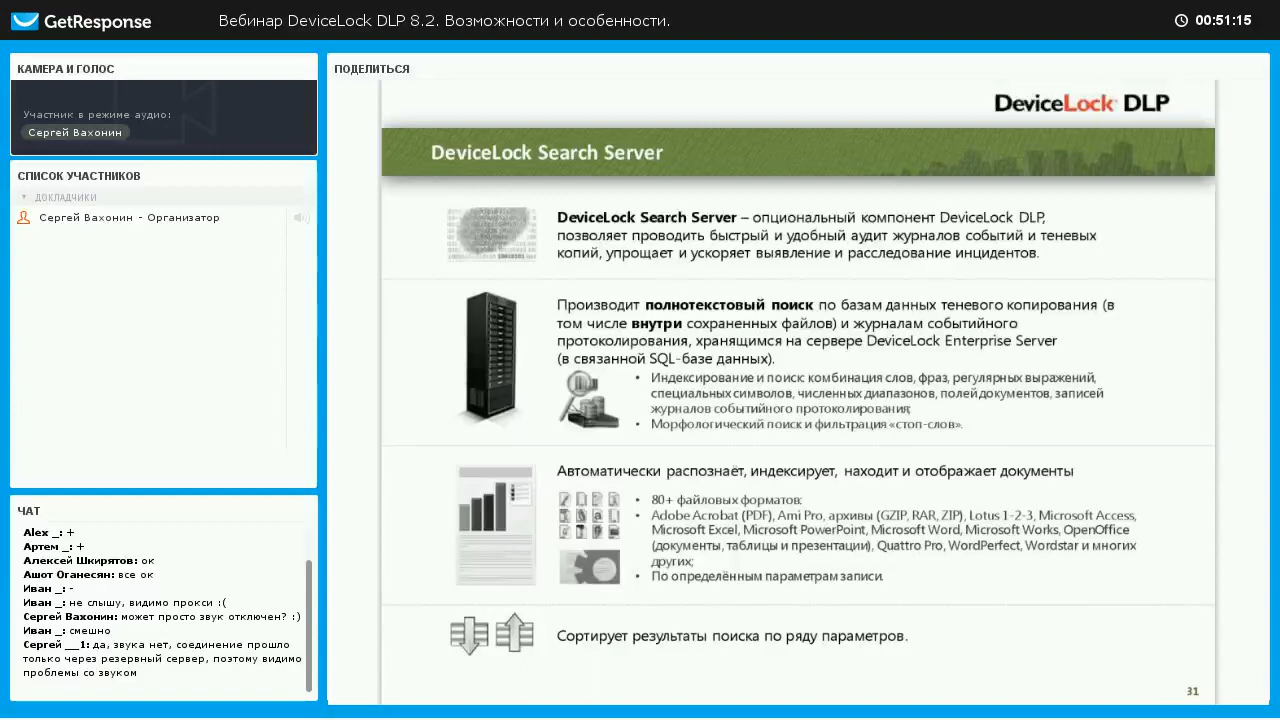 GetResponse
Вебинар DeviceLock DLP 8.2. Возможности и особенности.
00:51:15
КАМЕРА И ГОЛОС
Участник в режиме аудио:
Сергей Вахонин
СПИСОК УЧАСТНИКОВ
ДОКЛАДЧИКИ
Сергей Вахонин - Организатор
ЧАТ
Alex _: +
Артем _: +
Алексей Шкирятов: ок
Ашот Оганесян: все ок
Иван _: -
Иван _: не слышу, видимо прокси :(
Сергей Вахонин: может просто звук отключен? :)
Иван _: смешно
Сергей __1: да, звука нет, соединение прошло
только через резервный сервер, поэтому видимо
проблемы со звуком
ПОДЕЛИТЬСЯ
DeviceLock DLP
DeviceLock Search Server
DeviceLock Search Server – опциональный компонент DeviceLock DLP,
позволяет проводить быстрый и удобный аудит журналов событий и теневых
копий, упрощает и ускоряет выявление и расследование инцидентов.
Производит полнотекстовый поиск по базам данных теневого копирования (в
том числе внутри сохраненных файлов) и журналам событийного
протоколирования, хранящимся на сервере DeviceLock Enterprise Server
(в связанной SQL-базе данных).
• Индексирование и поиск: комбинация слов, фраз, регулярных выражений,
специальных символов, численных диапазонов, полей документов, записей
журналов событийного протоколирования;
• Морфологический поиск и фильтрация «стоп-слов».
Автоматически распознаёт, индексирует, находит и отображает документы
• 80+ файловых форматов:
• Adobe Acrobat (PDF), Ami Pro, архивы (GZIP, RAR, ZIP), Lotus 1-2-3, Microsoft Access,
Microsoft Excel, Microsoft PowerPoint, Microsoft Word, Microsoft Works, OpenOffice
(документы, таблицы и презентации), Quattro Pro, WordPerfect, Wordstar и многих
других;
• По определённым параметрам записи.
Сортирует результаты поиска по ряду параметров.
31